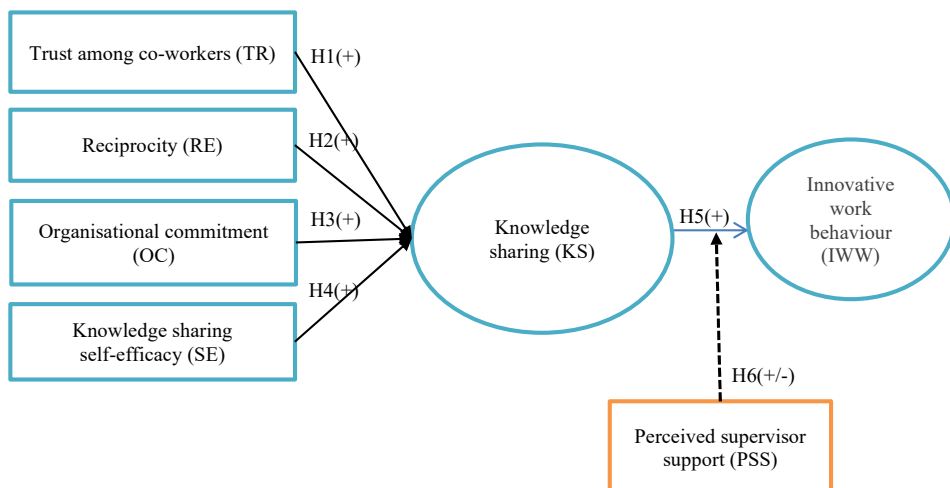 Trust among co-workers (TR)
H1(+)
Reciprocity (RE)
H2(+)
Organisational commitment
(OC)
H3(+)
Knowledge sharing
self-efficacy (SE)
H4(+)
Knowledge
sharing (KS)
H5(+)
Innovative
work
behaviour
(IWW)
H6(+/-)
Perceived supervisor
support (PSS)